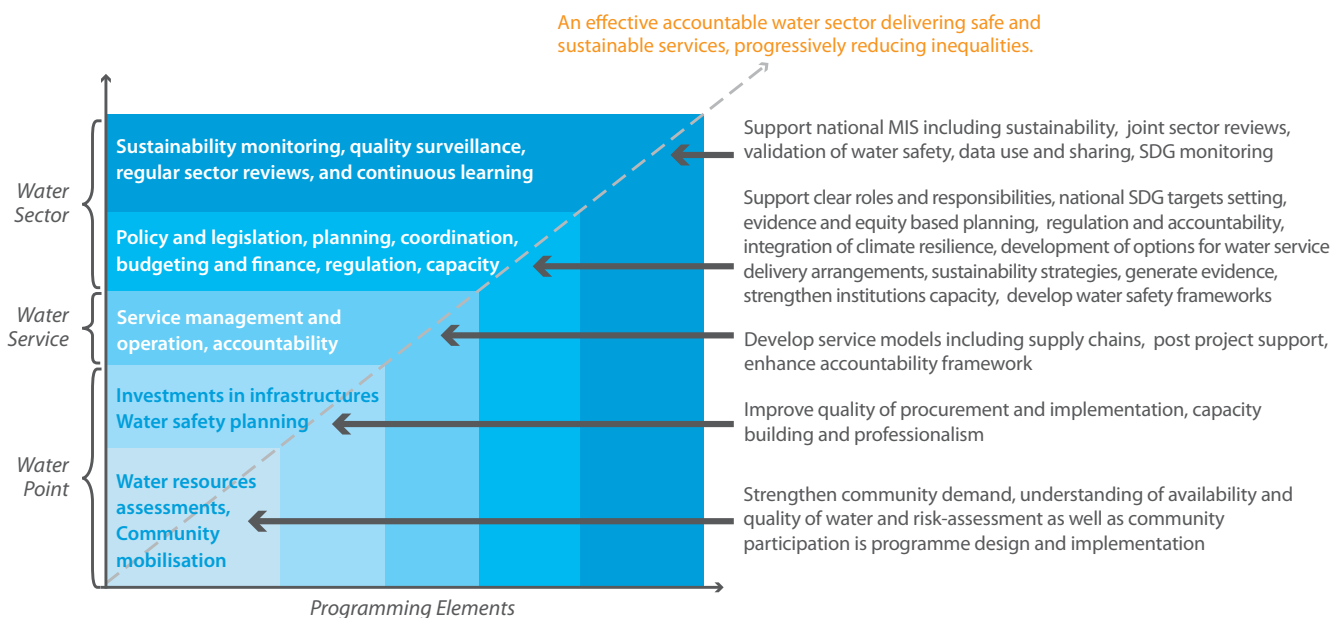 An effective accountable water sector delivering safe and
sustainable services, progressively reducing inequalities.
Water
Sector
Sustainability monitoring, quality surveillance,
regular sector reviews, and continuous learning
Support national MIS including sustainability, joint sector reviews,
validation of water safety, data use and sharing, SDG monitoring
Policy and legislation, planning, coordination,
budgeting and finance, regulation, capacity
Support clear roles and responsibilities, national SDG targets setting,
evidence and equity based planning, regulation and accountability,
integration of climate resilience, development of options for water service
delivery arrangements, sustainability strategies, generate evidence,
strengthen institutions capacity, develop water safety frameworks
Water
Service
Service management and
operation, accountability
Develop service models including supply chains, post project support,
enhance accountability framework
Water
Point
Investments in infrastructures
Water safety planning
Improve quality of procurement and implementation, capacity
building and professionalism
Water resources
assessments,
Community
mobilisation
Strengthen community demand, understanding of availability and
quality of water and risk-assessment as well as community
participation is programme design and implementation
Programming Elements